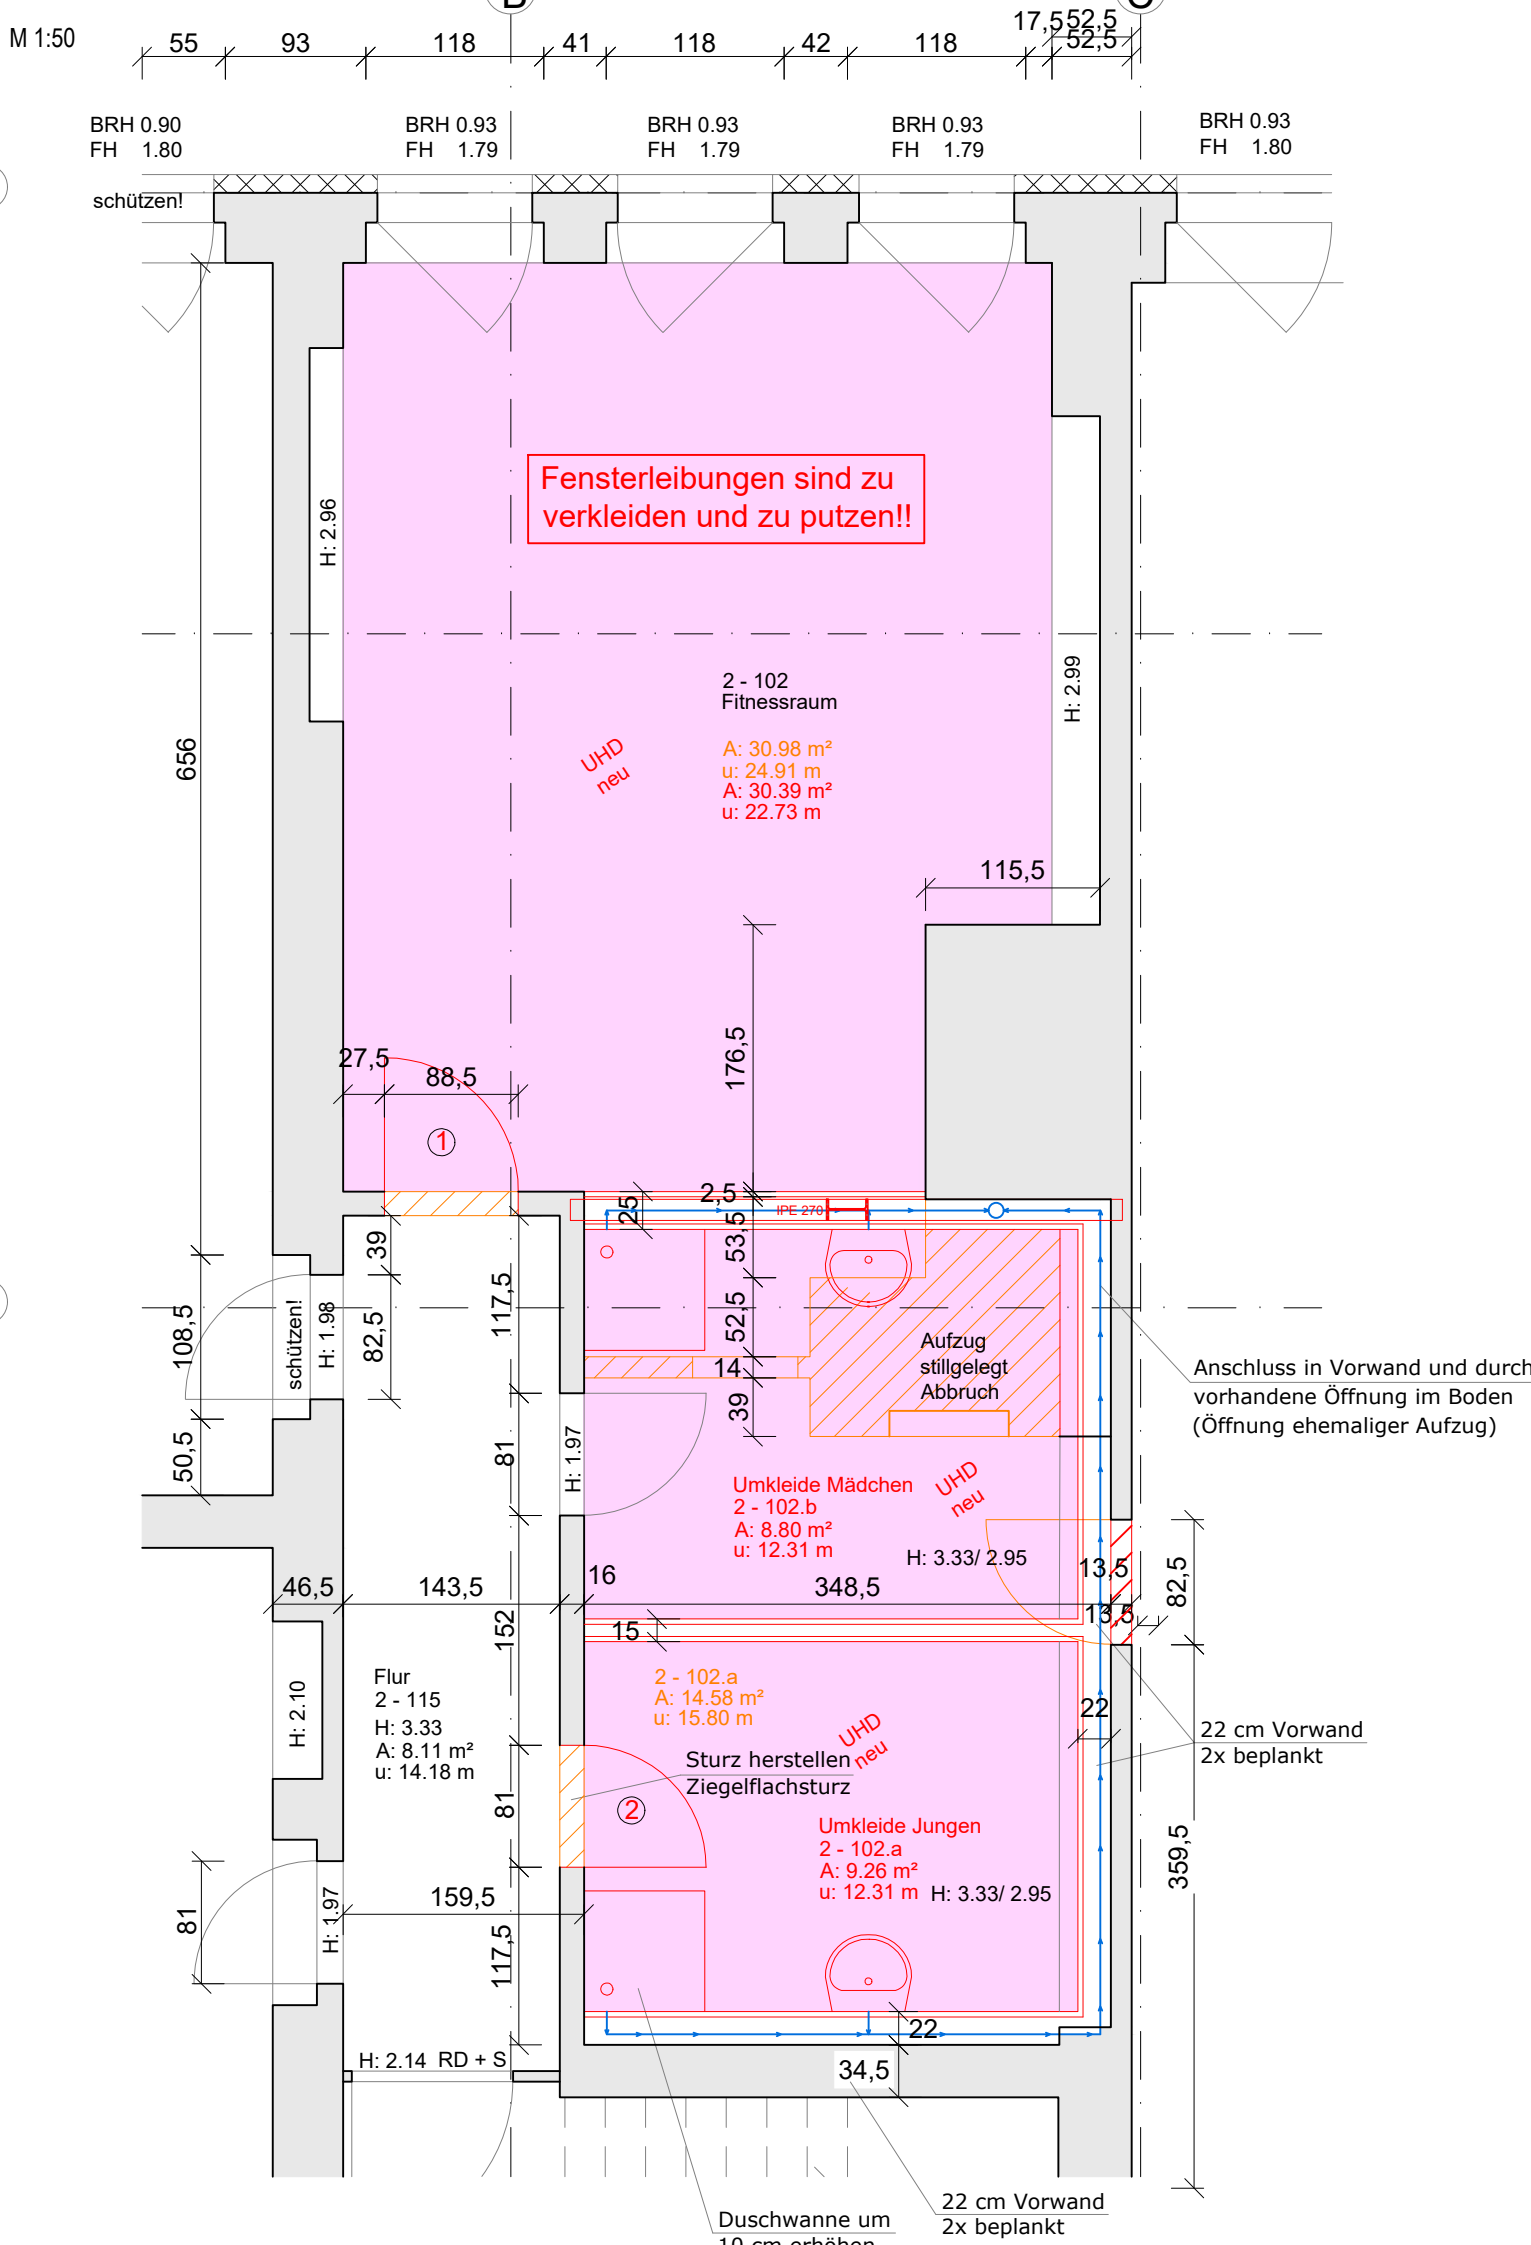 B
C
M 1:50
55
93
118
41
118
42
118
17,5
52,5
52,5
BRH 0.90
FH 1.80
BRH 0.93
FH 1.79
BRH 0.93
FH 1.79
BRH 0.93
FH 1.79
BRH 0.93
FH 1.80
schützen!
Fensterleibungen sind zu
verkleiden und zu putzen!!
H: 2.96
H: 2.99
656
2 - 102
Fitnessraum
UHD
neu
A: 30.98 m²
u: 24.91 m
A: 30.39 m²
u: 22.73 m
115,5
176,5
27,5
88,5
1
2,5
25
IPE 270
53,5
39
117,5
52,5
108,5
schützen!
H: 1.98
82,5
14
39
Aufzug
stillgelegt
Abbruch
Anschluss in Vorwand und durch
vorhandene Öffnung im Boden
(Öffnung ehemaliger Aufzug)
50,5
81
H: 1.97
Umkleide Mädchen
2 - 102.b
A: 8.80 m²
u: 12.31 m
UHD
neu
H: 3.33/ 2.95
46,5
143,5
16
348,5
13,5
13,5
82,5
152
15
Flur
2 - 115
H: 3.33
A: 8.11 m²
u: 14.18 m
H: 2.10
2 - 102.a
A: 14.58 m²
u: 15.80 m
UHD
neu
22
22 cm Vorwand
2x beplankt
Sturz herstellen
Ziegelflachsturz
81
2
Umkleide Jungen
2 - 102.a
A: 9.26 m²
u: 12.31 m
H: 3.33/ 2.95
359,5
159,5
81
H: 1.97
117,5
22
34,5
H: 2.14 RD + S
22 cm Vorwand
2x beplankt
Duschwanne um
10 cm erhöhen